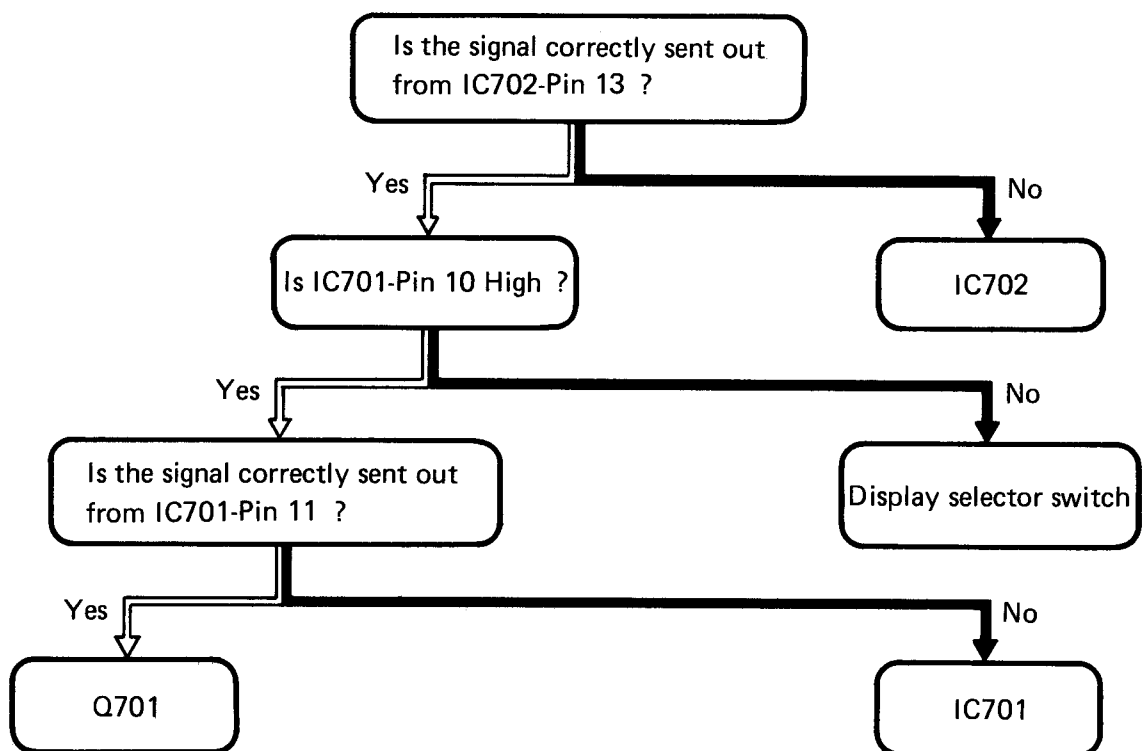 Is the signal correctly sent out
from IC702-Pin 13 ?
Yes
No
Is IC701-Pin 10 High ?
IC702
Yes
No
Is the signal correctly sent out
from IC701-Pin 11 ?
Display selector switch
Yes
No
Q701
IC701